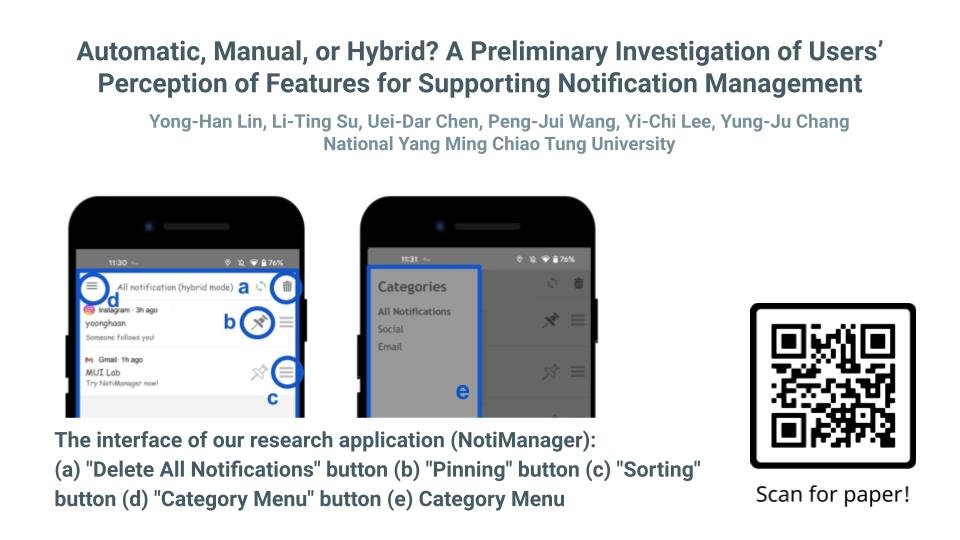 Automatic, Manual, or Hybrid? A Preliminary Investigation of Users’
Perception of Features for Supporting Notification Management
Yong-Han Lin, Li-Ting Su, Uei-Dar Chen, Peng-Jui Wang, Yi-Chi Lee, Yung-Ju Chang
National Yang Ming Chiao Tung University
11:30
76%
All notification (hybrid mode) a
d
Instagram · 3h ago
yoonghaan
b
Someone follows you!
Gmail · 1h ago
MUI Lab
Try NotiManager now!
c
11:31
76%
Categories
All Notifications
Social
Email
e
The interface of our research application (NotiManager):
(a) "Delete All Notifications" button (b) "Pinning" button (c) "Sorting"
button (d) "Category Menu" button (e) Category Menu
Scan for paper!